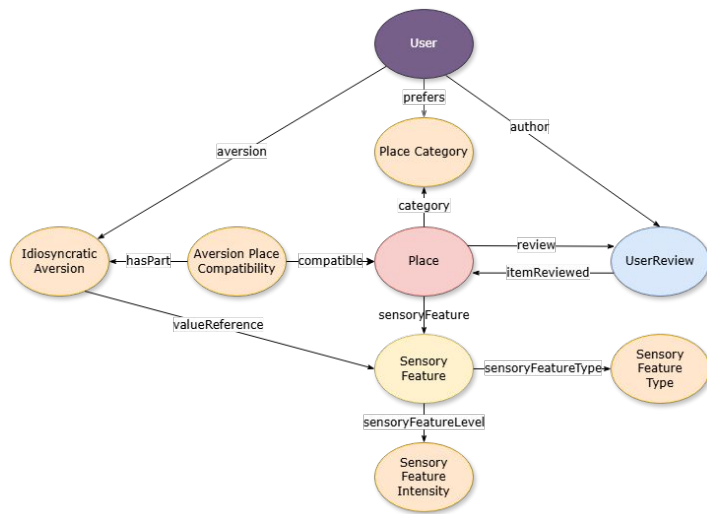 User
prefers
author
aversion
Place Category
category
Idiosyncratic
Aversion
hasPart
Aversion Place
Compatibility
compatible
Place
review
itemReviewed
UserReview
sensoryFeature
valueReference
Sensory
Feature
sensoryFeatureType
Sensory
Feature
Type
sensoryFeatureLevel
Sensory
Feature
Intensity